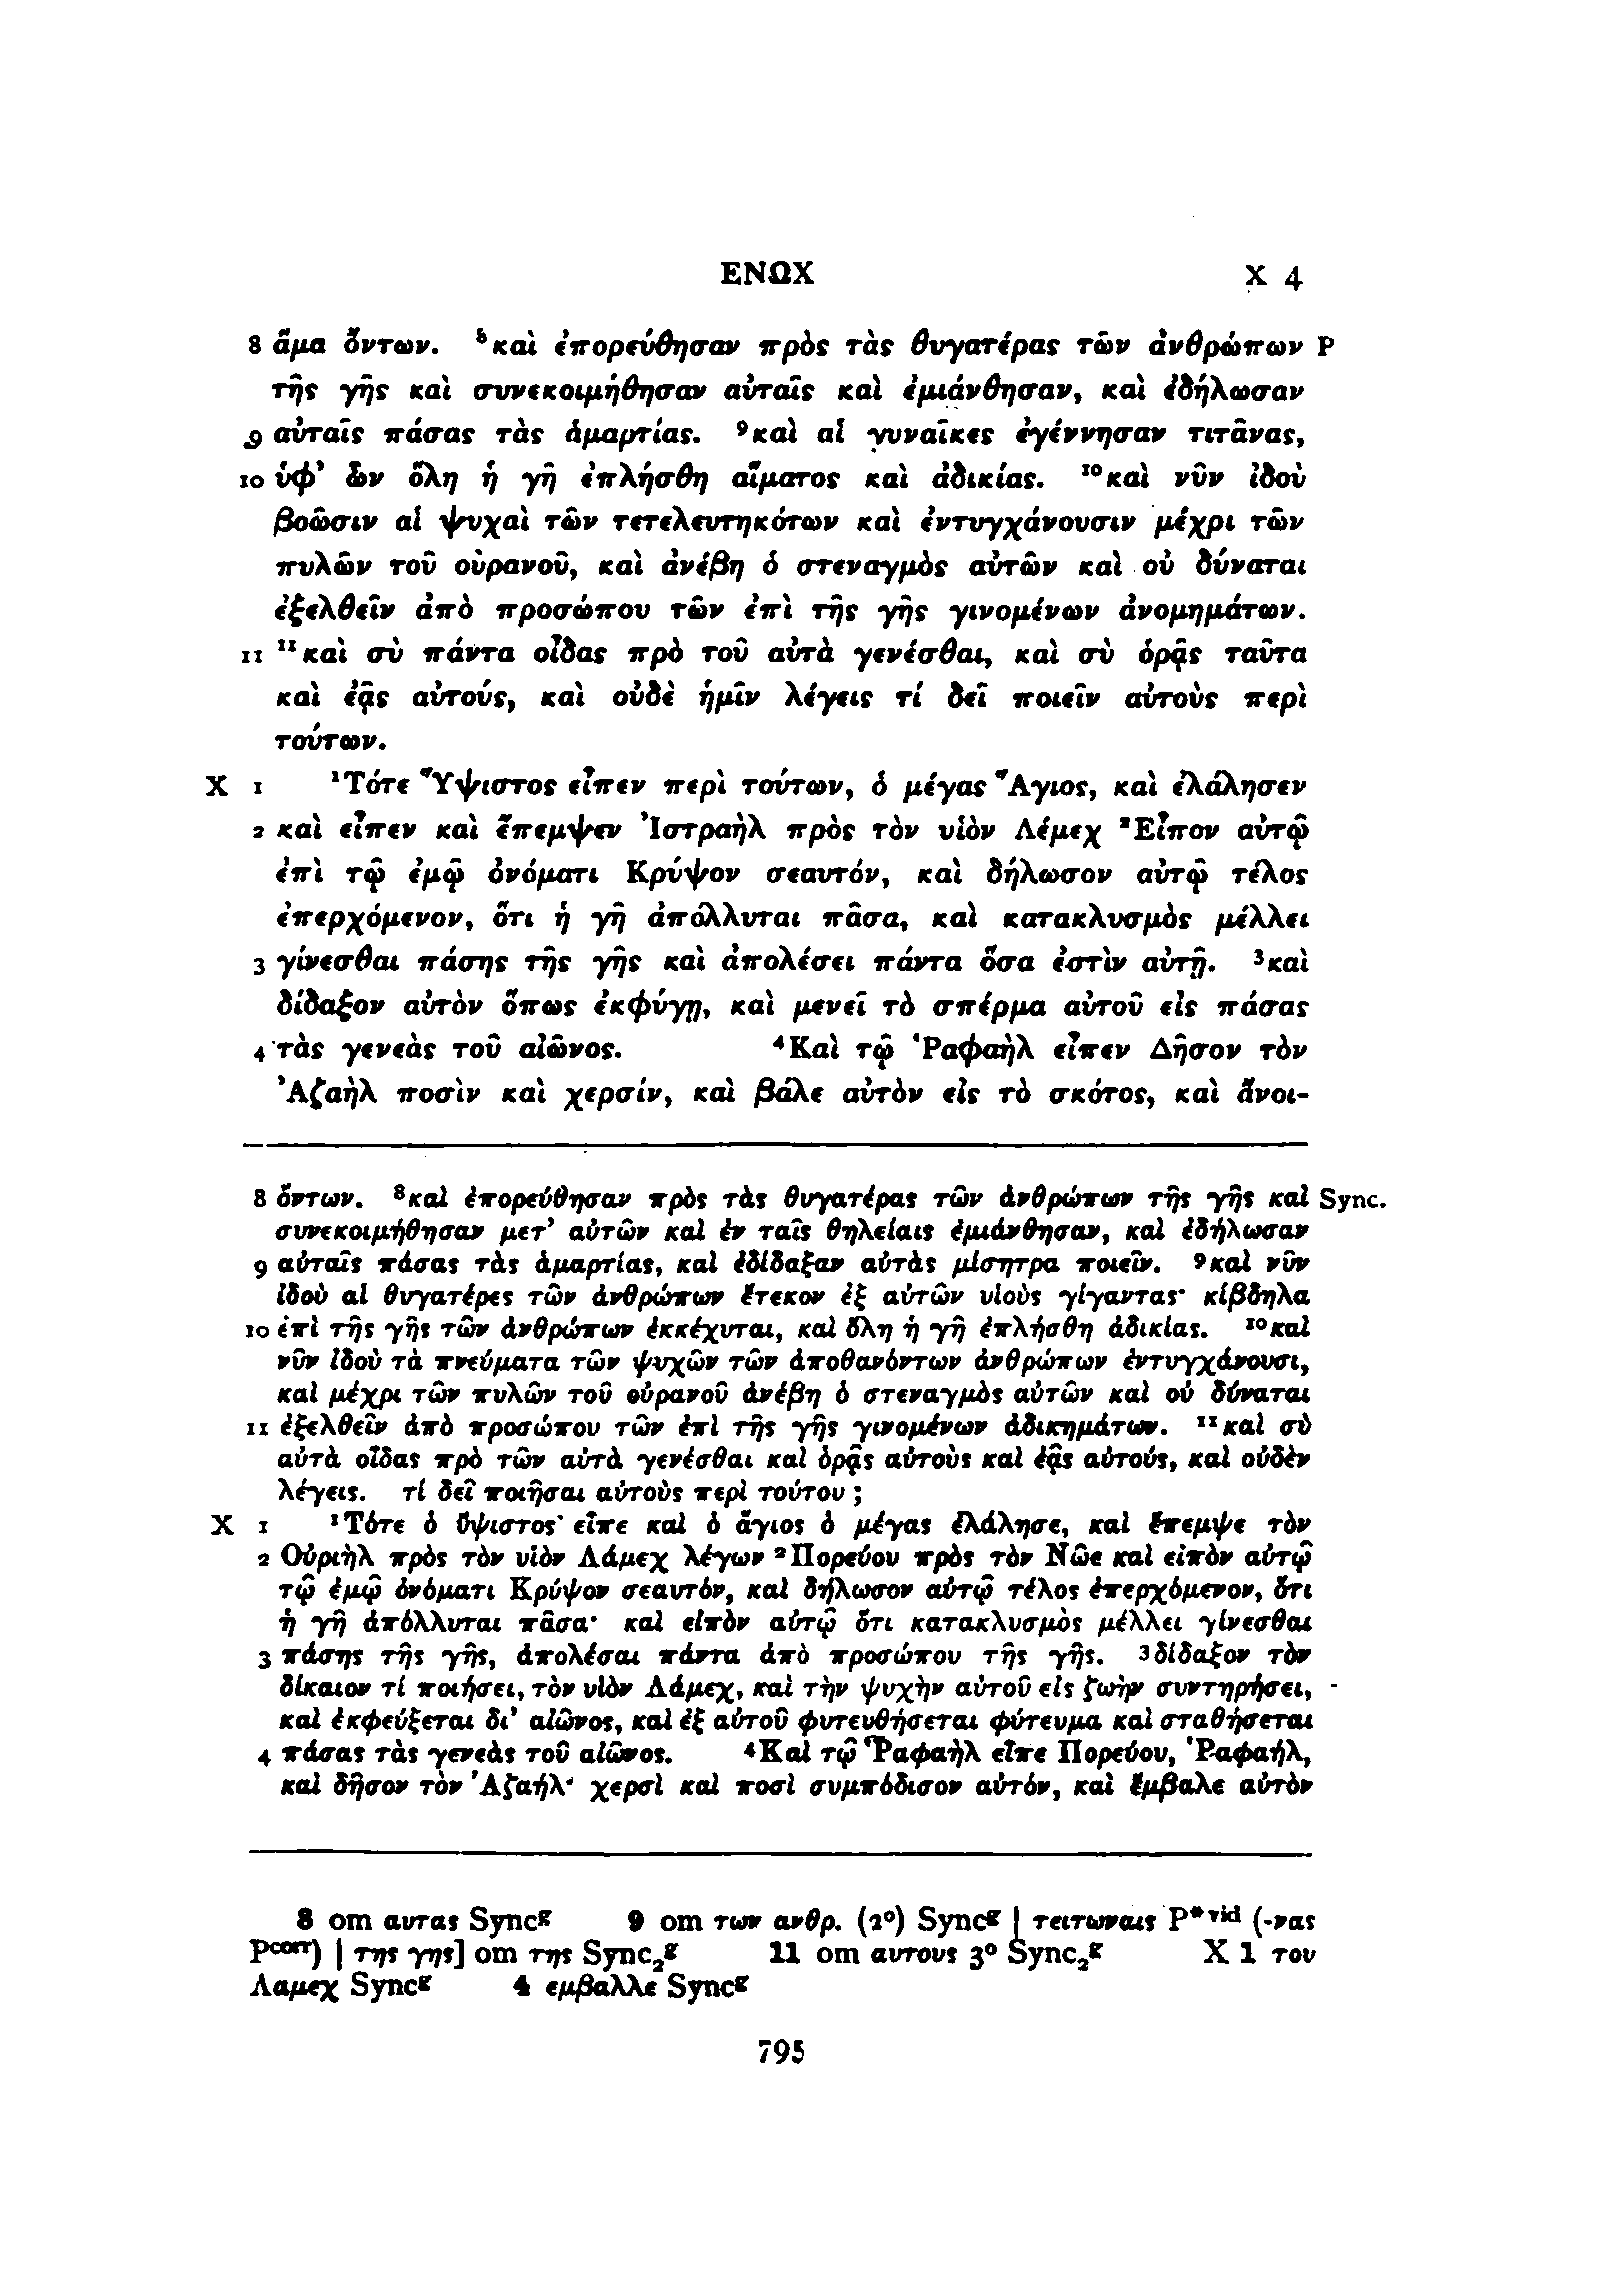 ΕΝΩΧ X 4
8 ἅμα ὄντων. ⁸καὶ ἐπορεύθησαν πρὸς τὰς θυγατέρας τῶν ἀνθρώπων P
τῆς γῆς καὶ συνεκοιμήθησαν αὐταῖς καὶ ἐμιάνθησαν, καὶ ἐδήλωσαν
9 αὐταῖς πάσας τὰς ἁμαρτίας. ⁹καὶ αἱ γυναῖκες ἐγέννησαν τιτᾶνας,
10 ὑφ’ ὧν ὅλη ἡ γῆ ἐπλήσθη αἵματος καὶ ἀδικίας. ¹⁰καὶ νῦν ἰδοὺ
βοῶσιν αἱ ψυχαὶ τῶν τετελευτηκότων καὶ ἐντυγχάνουσιν μέχρι τῶν
πυλῶν τοῦ οὐρανοῦ, καὶ ἀνέβη ὁ στεναγμὸς αὐτῶν καὶ οὐ δύναται
ἐξελθεῖν ἀπὸ προσώπου τῶν ἐπὶ τῆς γῆς γινομένων ἀνομημάτων.
11 ¹¹καὶ σὺ πάντα οἶδας πρὸ τοῦ αὐτὰ γενέσθαι, καὶ σὺ ὁρᾷς ταῦτα
καὶ ἐᾷς αὐτούς, καὶ οὐδὲ ἡμῖν λέγεις τί δεῖ ποιεῖν αὐτοὺς περὶ
τούτων.
X 1 ¹Τότε Ὕψιστος εἶπεν περὶ τούτων, ὁ μέγας Ἅγιος, καὶ ἐλάλησεν
2 καὶ εἶπεν καὶ ἔπεμψεν Ἰστραὴλ πρὸς τὸν υἱὸν Λέμεχ ²Εἶπον αὐτῷ
ἐπὶ τῷ ἐμῷ ὀνόματι Κρύψον σεαυτόν, καὶ δήλωσον αὐτῷ τέλος
ἐπερχόμενον, ὅτι ἡ γῆ ἀπόλλυται πᾶσα, καὶ κατακλυσμὸς μέλλει
3 γίνεσθαι πάσης τῆς γῆς καὶ ἀπολέσει πάντα ὅσα ἐστὶν αὐτῇ. ³καὶ
δίδαξον αὐτὸν ὅπως ἐκφύγῃ, καὶ μενεῖ τὸ σπέρμα αὐτοῦ εἰς πάσας
4 τὰς γενεὰς τοῦ αἰῶνος. ⁴Καὶ τῷ Ῥαφαὴλ εἶπεν Δῆσον τὸν
Ἀζαὴλ ποσὶν καὶ χερσίν, καὶ βάλε αὐτὸν εἰς τὸ σκότος, καὶ ἄνοι-
8 ὄντων. ⁸καὶ ἐπορεύθησαν πρὸς τὰς θυγατέρας τῶν ἀνθρώπων τῆς γῆς καὶ Sync.
συνεκοιμήθησαν μετ’ αὐτῶν καὶ ἐν ταῖς θηλείαις ἐμιάνθησαν, καὶ ἐδήλωσαν
9 αὐταῖς πάσας τὰς ἁμαρτίας, καὶ ἐδίδαξαν αὐτὰς μίσητρα ποιεῖν. ⁹καὶ νῦν
ἰδοὺ αἱ θυγατέρες τῶν ἀνθρώπων ἔτεκον ἐξ αὐτῶν υἱοὺς γίγαντας· κίβδηλα
10 ἐπὶ τῆς γῆς τῶν ἀνθρώπων ἐκκέχυται, καὶ ὅλη ἡ γῆ ἐπλήσθη ἀδικίας. ¹⁰καὶ
νῦν ἰδοὺ τὰ πνεύματα τῶν ψυχῶν τῶν ἀποθανόντων ἀνθρώπων ἐντυγχάνουσι,
καὶ μέχρι τῶν πυλῶν τοῦ οὐρανοῦ ἀνέβη ὁ στεναγμὸς αὐτῶν καὶ οὐ δύναται
11 ἐξελθεῖν ἀπὸ προσώπου τῶν ἐπὶ τῆς γῆς γινομένων ἀδικημάτων. ¹¹καὶ σὺ
αὐτὰ οἶδας πρὸ τῶν αὐτὰ γενέσθαι καὶ ὁρᾷς αὐτοὺς καὶ ἐᾷς αὐτούς, καὶ οὐδὲν
λέγεις. τί δεῖ ποιῆσαι αὐτοὺς περὶ τούτου ;
X 1 ¹Τότε ὁ ὕψιστος εἶπε καὶ ὁ ἅγιος ὁ μέγας ἐλάλησε, καὶ ἔπεμψε τὸν
2 Οὐριὴλ πρὸς τὸν υἱὸν Λάμεχ λέγων ²Πορεύου πρὸς τὸν Νῶε καὶ εἰπὸν αὐτῷ
τῷ ἐμῷ ὀνόματι Κρύψον σεαυτόν, καὶ δήλωσον αὐτῷ τέλος ἐπερχόμενον, ὅτι
ἡ γῆ ἀπόλλυται πᾶσα· καὶ εἰπὸν αὐτῷ ὅτι κατακλυσμὸς μέλλει γίνεσθαι
3 πάσης τῆς γῆς, ἀπολέσαι πάντα ἀπὸ προσώπου τῆς γῆς. ³δίδαξον τὸν
δίκαιον τί ποιήσει, τὸν υἱὸν Λάμεχ, καὶ τὴν ψυχὴν αὐτοῦ εἰς ζωὴν συντηρήσει,
καὶ ἐκφεύξεται δι’ αἰῶνος, καὶ ἐξ αὐτοῦ φυτευθήσεται φύτευμα καὶ σταθήσεται
4 πάσας τὰς γενεὰς τοῦ αἰῶνος. ⁴Καὶ τῷ Ῥαφαὴλ εἶπε Πορεύου, Ῥαφαήλ,
καὶ δῆσον τὸν Ἀζαήλ· χερσὶ καὶ ποσὶ συμπόδισον αὐτόν, καὶ ἔμβαλε αὐτὸν
8 om αυτας Syncᵍ 9 om των ανθρ. (2°) Syncᵍ | τειτωναις P*ᵛⁱᵈ (-νας
Pᶜᵒʳʳ) | της γης] om της Sync₂ᵍ 11 om αυτους 3° Sync₂ᵍ X 1 του
Λαμεχ Syncᵍ 4 εμβαλλε Syncᵍ
795